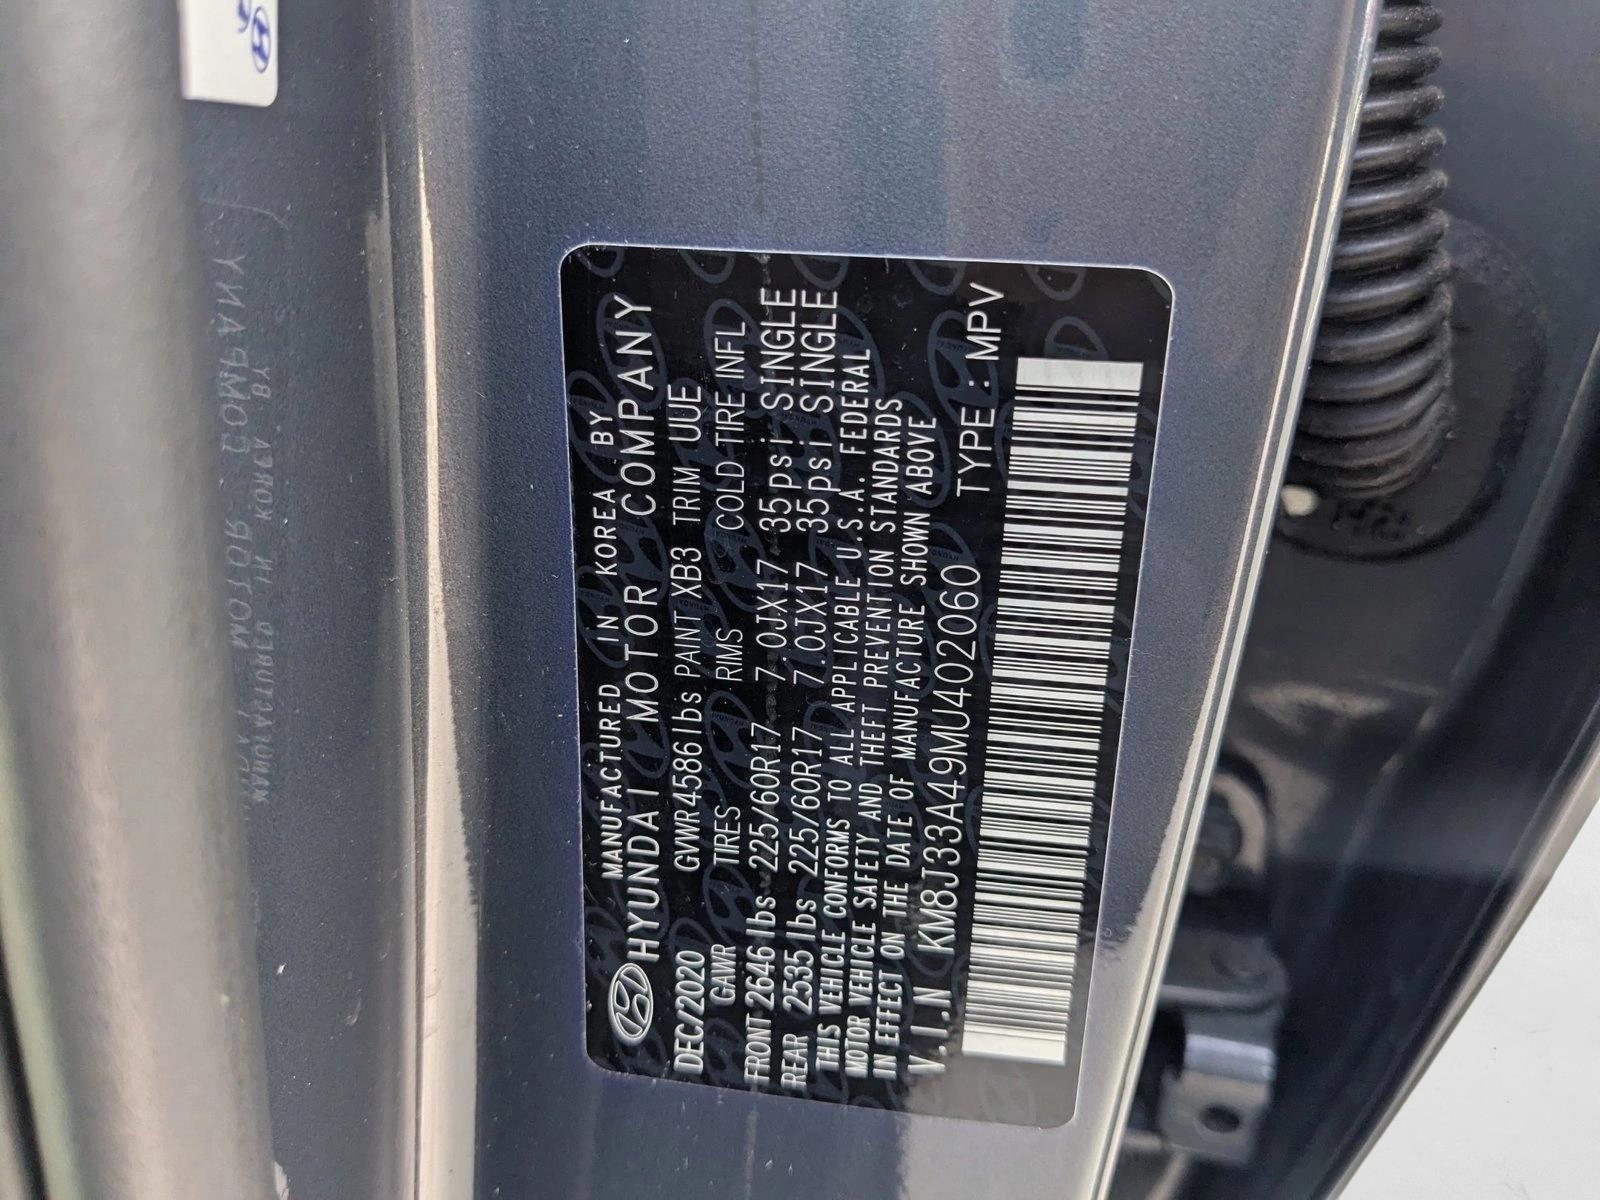 MANUFACTURED IN KOREA BY
HYUNDAI MOTOR COMPANY
DEC/2020 GVWR 4586 lbs PAINT XB3 TRIM UUE
GAWR TIRES RIMS COLD TIRE INFL
FRONT 2646 lbs 225/60R17 7.0JX17 35psi SINGLE
REAR 2535 lbs 225/60R17 7.0JX17 35psi SINGLE
THIS VEHICLE CONFORMS TO ALL APPLICABLE U.S.A. FEDERAL
MOTOR VEHICLE SAFETY AND THEFT PREVENTION STANDARDS
IN EFFECT ON THE DATE OF MANUFACTURE SHOWN ABOVE
V.I.N KM8J33A49MU402060 TYPE : MPV